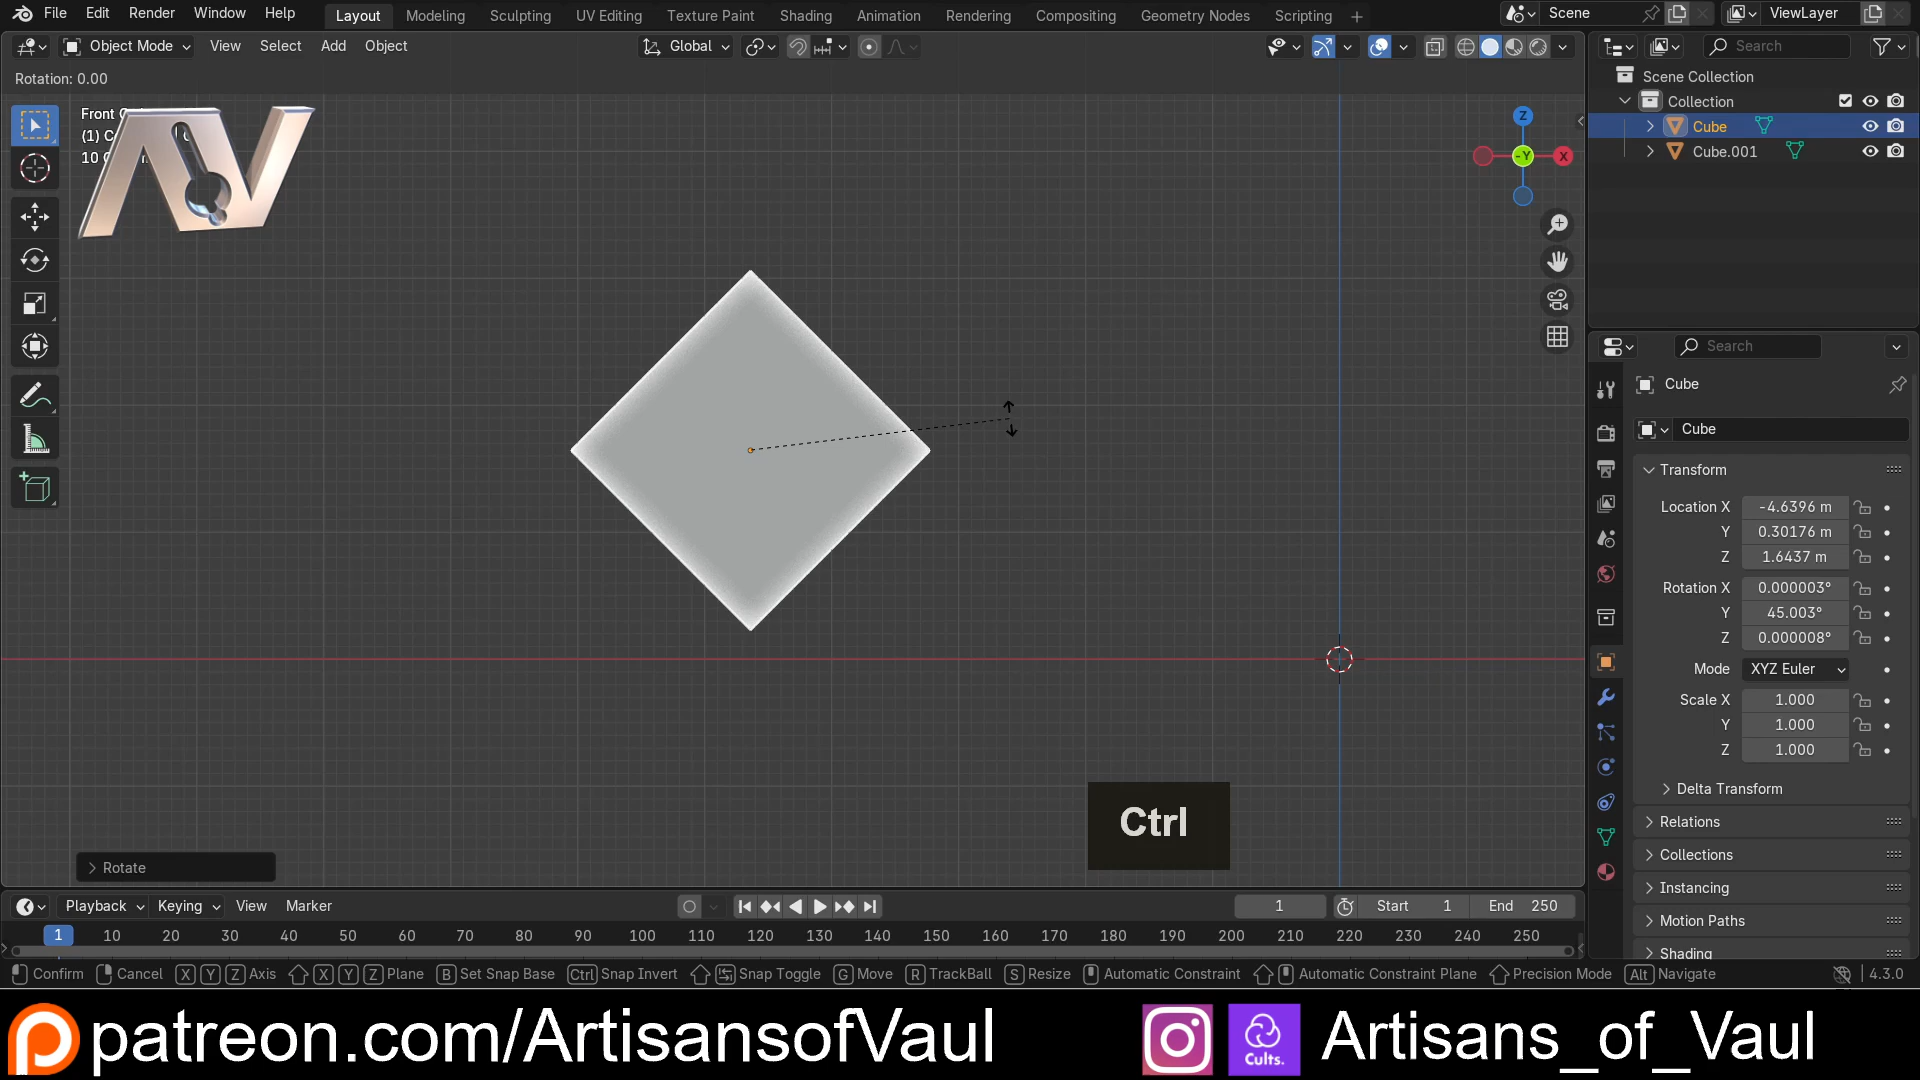 File Edit Render Window Help Layout Modeling Sculpting UV Editing Texture Paint Shading Animation Rendering Compositing Geometry Nodes Scripting + Scene ViewLayer
Object Mode View Select Add Object Global Search
Rotation: 0.00
Scene Collection
Collection
Cube
Cube.001
Front
(1) C
10
AV
Z
-Y
X
Search
Cube
Cube
Transform
Location X -4.6396 m
Y 0.30176 m
Z 1.6437 m
Rotation X 0.000003°
Y 45.003°
Z 0.000008°
Mode XYZ Euler
Scale X 1.000
Y 1.000
Z 1.000
Delta Transform
Relations
Collections
Instancing
Motion Paths
Shading
Ctrl
Rotate
Playback Keying View Marker 1 Start 1 End 250
1 10 20 30 40 50 60 70 80 90 100 110 120 130 140 150 160 170 180 190 200 210 220 230 240 250
Confirm Cancel X Y Z Axis X Y Z Plane B Set Snap Base Ctrl Snap Invert Snap Toggle G Move R TrackBall S Resize Automatic Constraint Automatic Constraint Plane Precision Mode Alt Navigate 4.3.0
patreon.com/ArtisansofVaul Cults. Artisans_of_Vaul